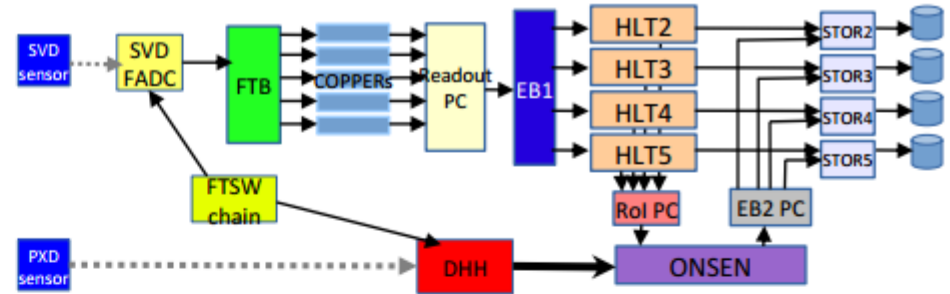 SVD
sensor
SVD
FADC
FTB
COPPERs
Readout
PC
EB1
HLT2
HLT3
HLT4
HLT5
STOR2
STOR3
STOR4
STOR5
FTSW
chain
RoI PC
EB2 PC
PXD
sensor
DHH
ONSEN